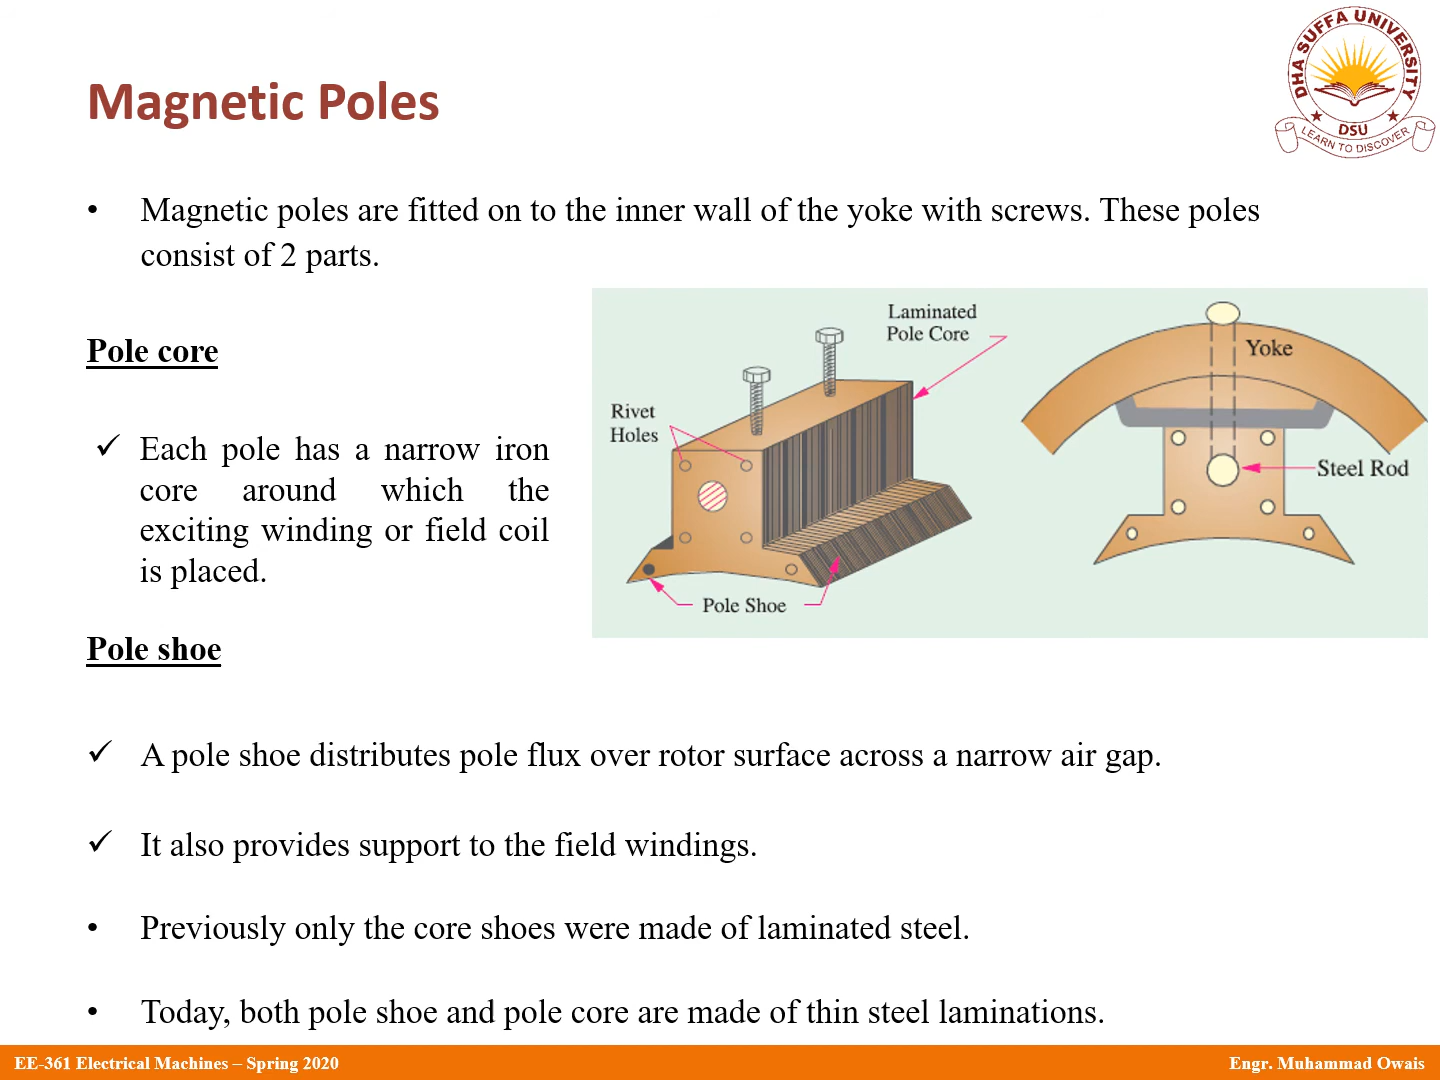 DHA SUFFA UNIVERSITY
DSU
LEARN TO DISCOVER
Magnetic Poles
• Magnetic poles are fitted on to the inner wall of the yoke with screws. These poles
consist of 2 parts.
Pole core
✓ Each pole has a narrow iron
core around which the
exciting winding or field coil
is placed.
Laminated
Pole Core
Rivet
Holes
Pole Shoe
Yoke
Steel Rod
Pole shoe
✓ A pole shoe distributes pole flux over rotor surface across a narrow air gap.
✓ It also provides support to the field windings.
• Previously only the core shoes were made of laminated steel.
• Today, both pole shoe and pole core are made of thin steel laminations.
EE-361 Electrical Machines – Spring 2020
Engr. Muhammad Owais